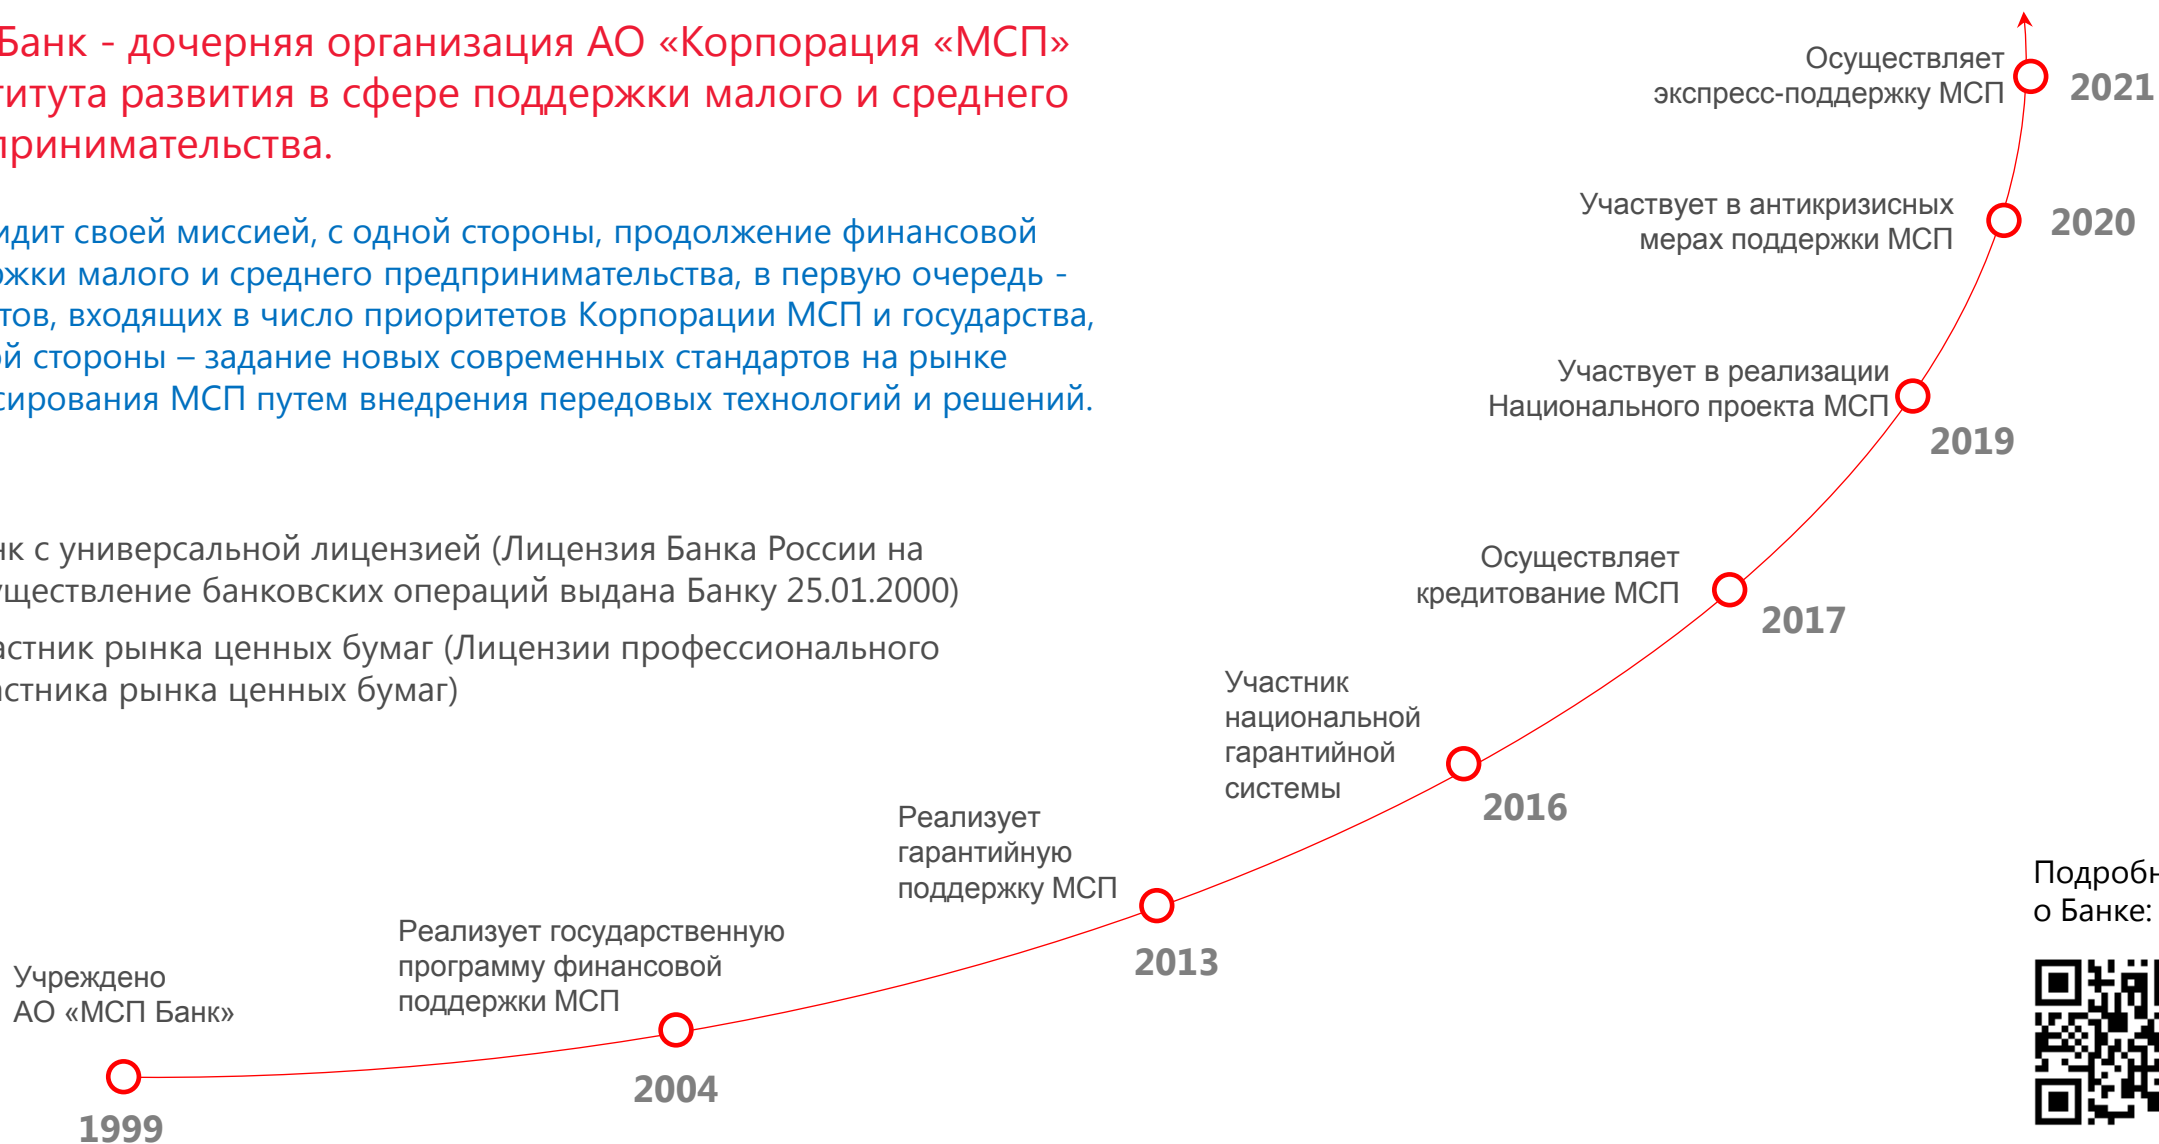 Банк - дочерняя организация АО «Корпорация «МСП»
титута развития в сфере поддержки малого и среднего
принимательства.
идит своей миссией, с одной стороны, продолжение финансовой
ржки малого и среднего предпринимательства, в первую очередь -
тов, входящих в число приоритетов Корпорации МСП и государства,
й стороны – задание новых современных стандартов на рынке
сирования МСП путем внедрения передовых технологий и решений.
нк с универсальной лицензией (Лицензия Банка России на
уществление банковских операций выдана Банку 25.01.2000)
астник рынка ценных бумаг (Лицензии профессионального
астника рынка ценных бумаг)
Осуществляет
экспресс-поддержку МСП
2021
Участвует в антикризисных
мерах поддержки МСП
2020
Участвует в реализации
Национального проекта МСП
2019
Осуществляет
кредитование МСП
2017
Участник
национальной
гарантийной
системы
2016
Реализует
гарантийную
поддержку МСП
2013
Реализует государственную
программу финансовой
поддержки МСП
2004
Учреждено
АО «МСП Банк»
1999
Подробн
о Банке: